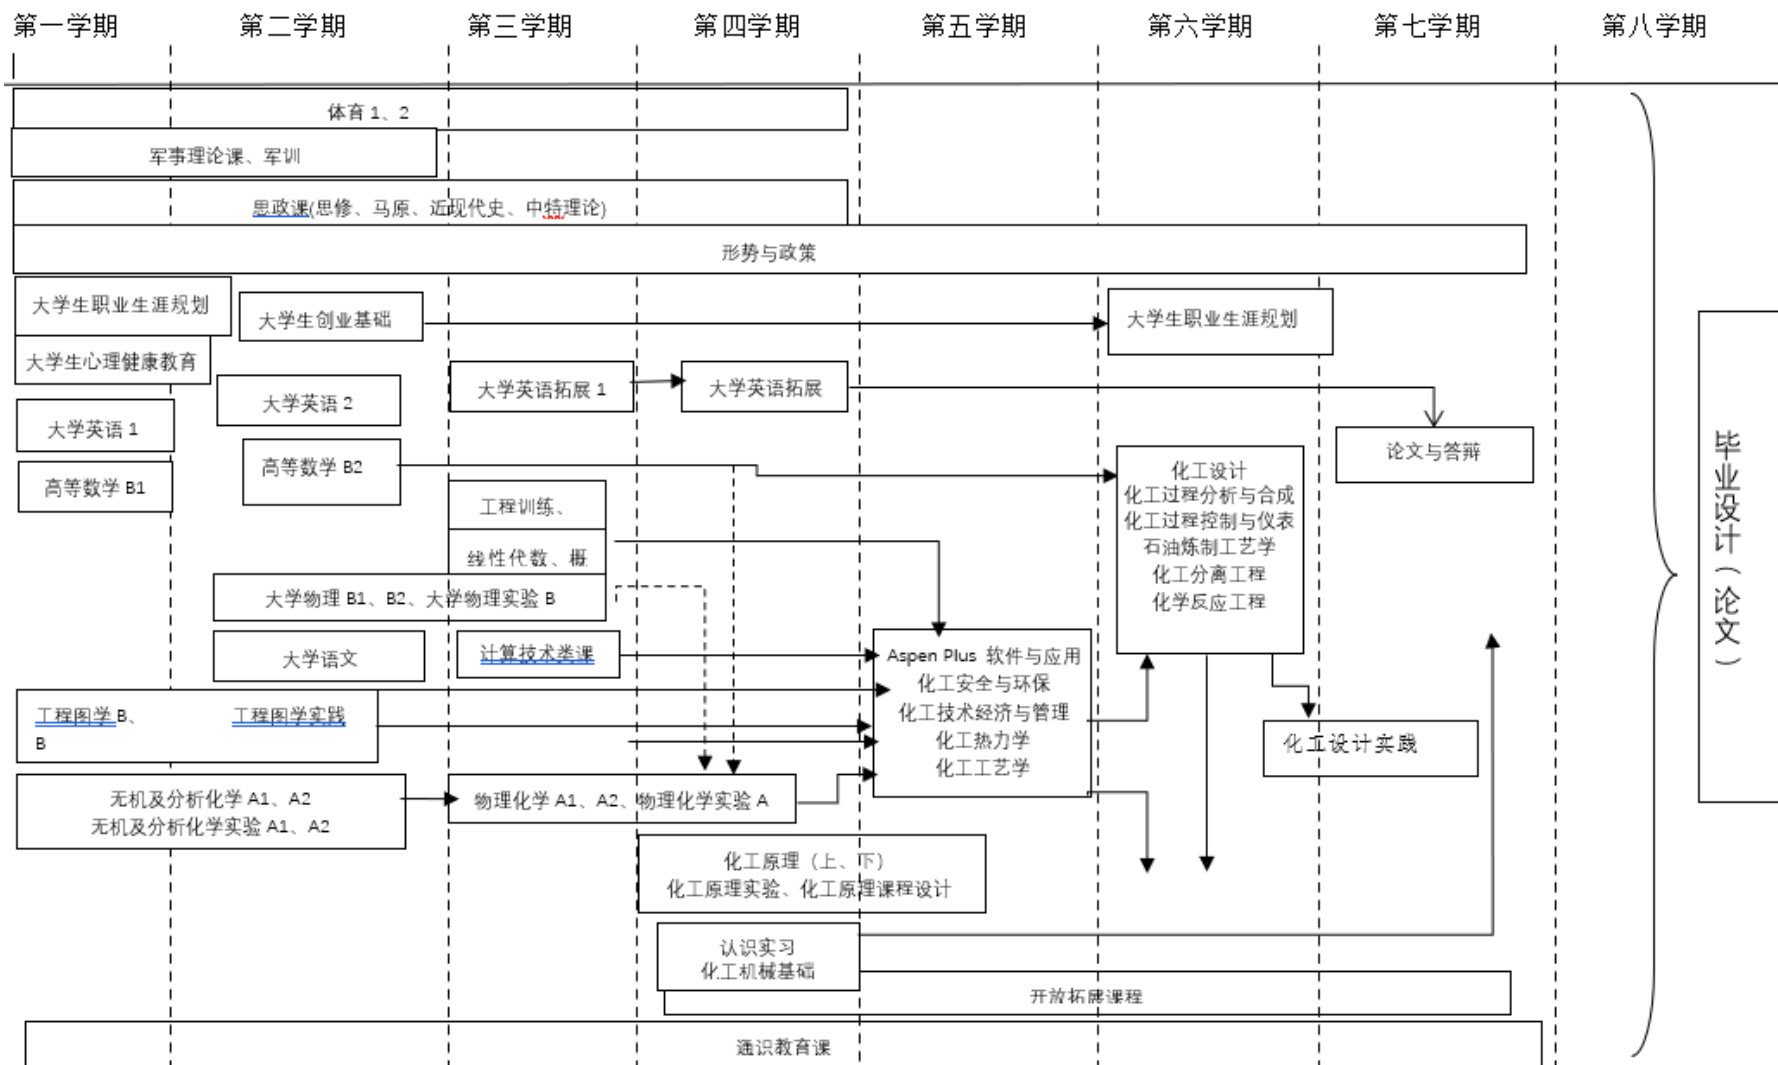 第一学期
第二学期
第三学期
第四学期
第五学期
第六学期
第七学期
第八学期
体育 1、2
军事理论课、军训
思政课(思修、马原、近现代史、中特理论)
形势与政策
大学生职业生涯规划
大学生创业基础
大学生职业生涯规划
大学生心理健康教育
大学英语 2
大学英语拓展 1
大学英语拓展
大学英语 1
论文与答辩
高等数学 B1
高等数学 B2
工程训练、
线性代数、概
化工设计
化工过程分析与合成
化工过程控制与仪表
石油炼制工艺学
化工分离工程
化学反应工程
大学物理 B1、B2、大学物理实验 B
大学语文
计算技术类课
Aspen Plus 软件与应用
化工安全与环保
化工技术经济与管理
化工热力学
化工工艺学
工程图学 B、 工程图学实践
B
化工设计实践
无机及分析化学 A1、A2
无机及分析化学实验 A1、A2
物理化学 A1、A2、物理化学实验 A
化工原理（上、下）
化工原理实验、化工原理课程设计
认识实习
化工机械基础
开放拓展课程
通识教育课
毕业设计（论文）